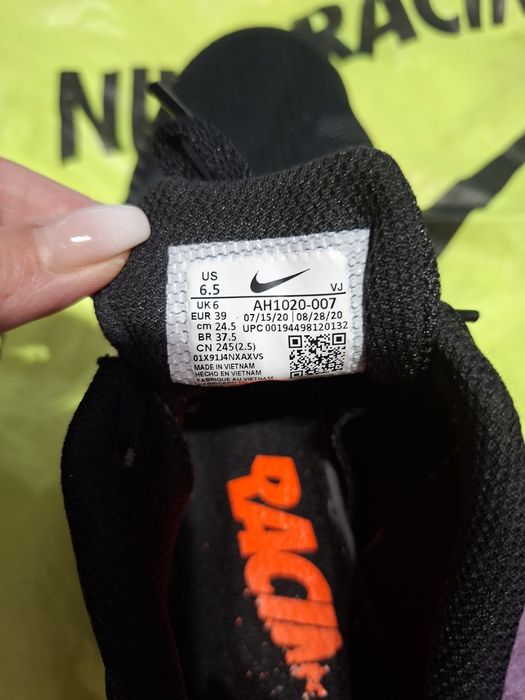 RACIN
US
6.5
VJ
UK 6
AH1020-007
EUR 39
07/15/20 | 08/28/20
cm 24.5
UPC 00194498120132
BR 37.5
CN 245(2.5)
01X91J4NXAXVS
MADE IN VIETNAM
HECHO EN VIETNAM
FABRIQUE AU VIETNAM
RACIN